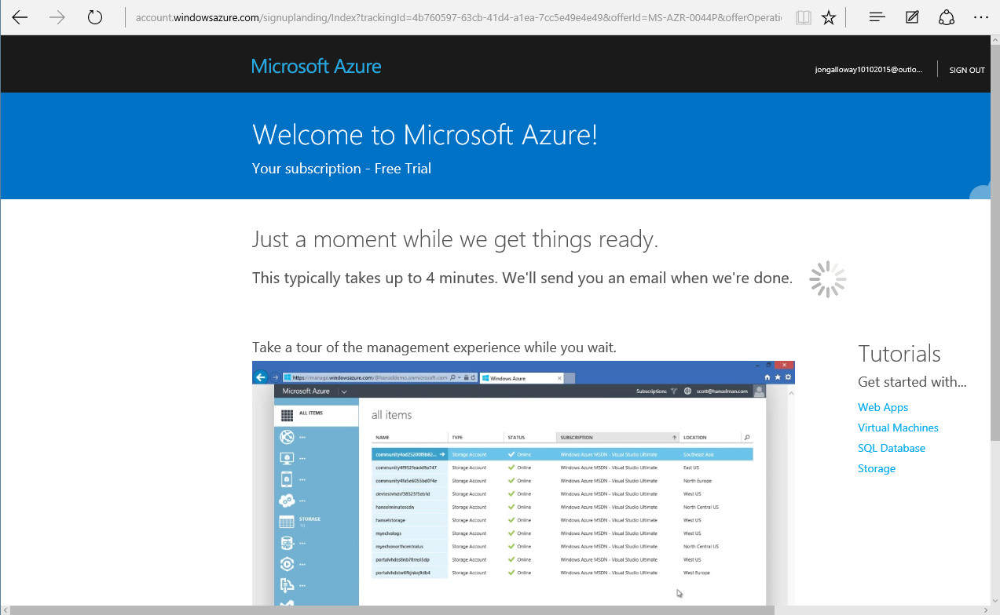 account.windowsazure.com/signuplanding/Index?trackingId=4b760597-63cb-41d4-a1ea-7cc5e49e4e49&offerId=MS-AZR-0044P&offerOperati
Microsoft Azure
jongalloway10102015@outlo...
SIGN OUT
Welcome to Microsoft Azure!
Your subscription - Free Trial
Just a moment while we get things ready.
This typically takes up to 4 minutes. We'll send you an email when we're done.
Take a tour of the management experience while you wait.
https://manage.windowsazure.com/@hanseldemo.onmicrosoft.com
Windows Azure
Microsoft Azure
Subscriptions
scott@hanselman.com
ALL ITEMS
STORAGE
10
all items
NAME TYPE STATUS SUBSCRIPTION LOCATION
Storage Account Online Windows Azure MSDN - Visual Studio Ultimate Southeast Asia
community4f952feadd9a747 Storage Account Online Windows Azure MSDN - Visual Studio Ultimate East US
community4fa5e6055bd0f4e Storage Account Online Windows Azure MSDN - Visual Studio Ultimate North Europe
devtestvhdsf38525f5eb1d Storage Account Online Windows Azure MSDN - Visual Studio Ultimate West US
hanselminutescdn Storage Account Online Windows Azure MSDN - Visual Studio Ultimate North Central US
hanselstorage Storage Account Online Windows Azure MSDN - Visual Studio Ultimate West US
myechologs Storage Account Online Windows Azure MSDN - Visual Studio Ultimate West US
myechonorthcentralus Storage Account Online Windows Azure MSDN - Visual Studio Ultimate North Central US
Storage Account Online Windows Azure MSDN - Visual Studio Ultimate West US
Storage Account Online Windows Azure MSDN - Visual Studio Ultimate West Europe
Tutorials
Get started with...
Web Apps
Virtual Machines
SQL Database
Storage